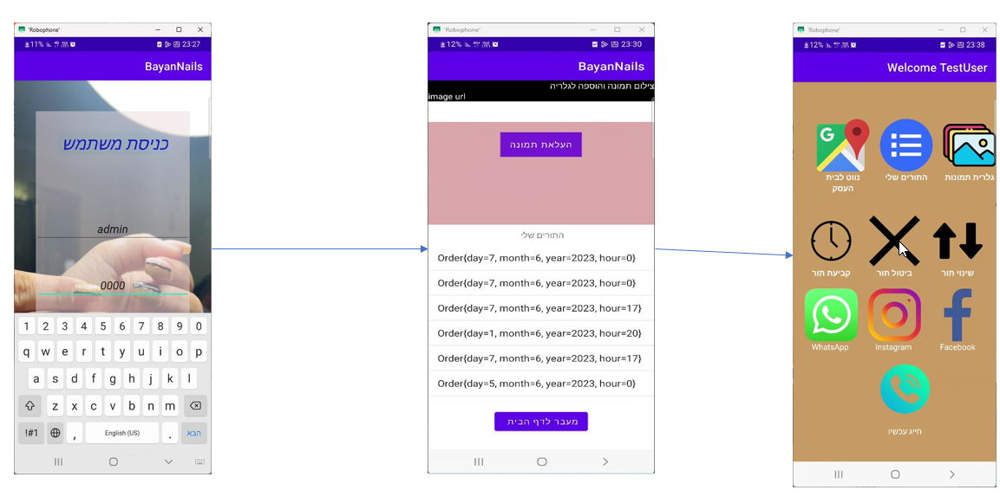 'Robophone'
11%
23:27
BayanNails
כניסת משתמש
admin
0000
1 2 3 4 5 6 7 8 9 0
q w e r t y u i o p
a s d f g h j k l
z x c v b n m
!#1 , English (US) . הבא
'Robophone'
12%
23:30
BayanNails
צילום תמונה והוספה לגלריה
image url
העלאת תמונה
התורים שלי
Order{day=7, month=6, year=2023, hour=0}
Order{day=7, month=6, year=2023, hour=0}
Order{day=7, month=6, year=2023, hour=17}
Order{day=1, month=6, year=2023, hour=20}
Order{day=7, month=6, year=2023, hour=17}
Order{day=5, month=6, year=2023, hour=0}
מעבר לדף הבית
'Robophone'
12%
23:38
Welcome TestUser
G
גלרית תמונות
התורים שלי
נווט לבית
העסק
שינוי תור
ביטול תור
קביעת תור
WhatsApp
Instagram
Facebook
חייג עכשיו